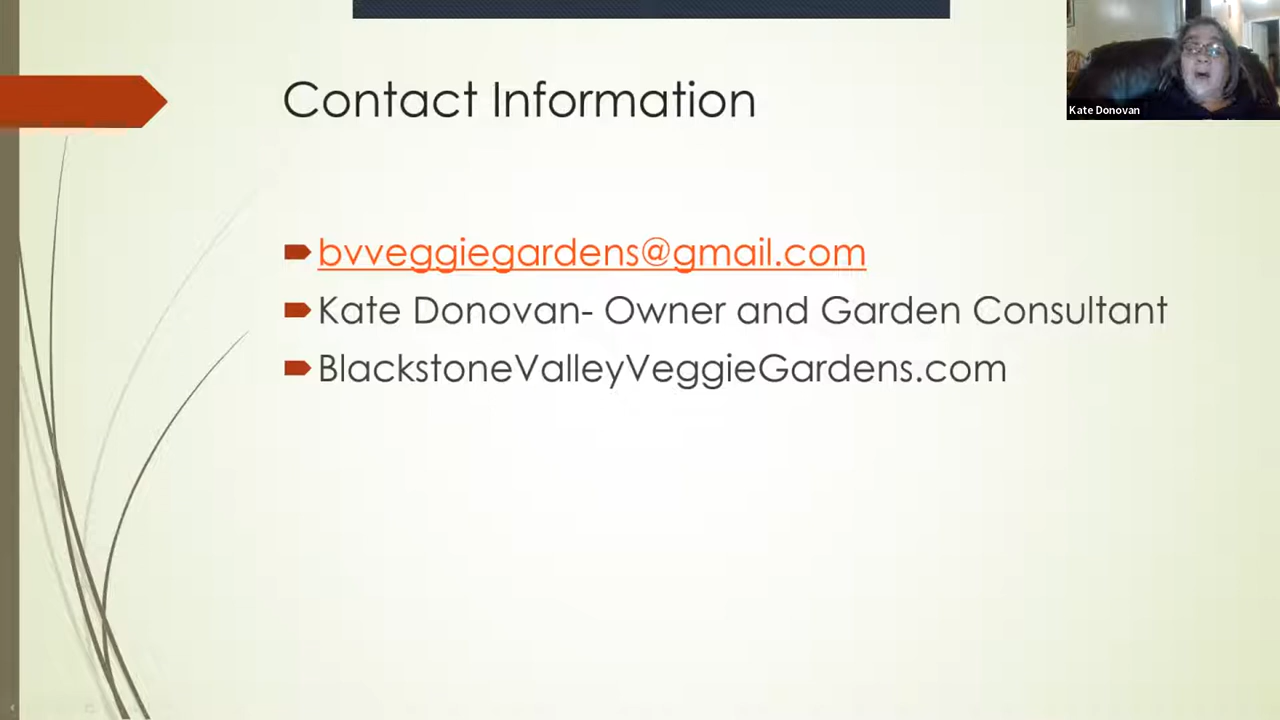 Contact Information
Kate Donovan
bvveggiegardens@gmail.com
Kate Donovan- Owner and Garden Consultant
BlackstoneValleyVeggieGardens.com